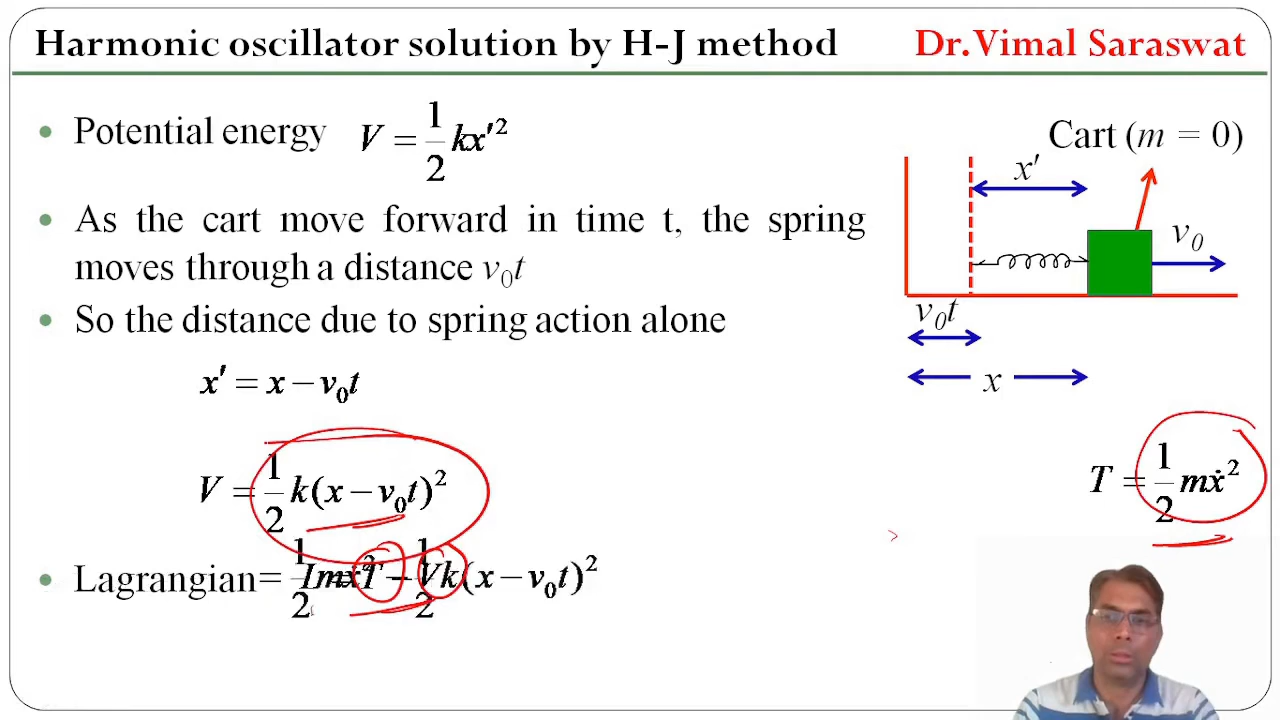 Harmonic oscillator solution by H-J method
Dr.Vimal Saraswat
• Potential energy V = 1/2 kx′²
• As the cart move forward in time t, the spring
moves through a distance v₀t
• So the distance due to spring action alone
x′ = x − v₀t
V = 1/2 k(x − v₀t)²
• Lagrangian = 1/2 mẋ² − 1/2 k(x − v₀t)²
L = T − V
Cart (m = 0)
x′
v₀
v₀t
x
T = 1/2 mẋ²